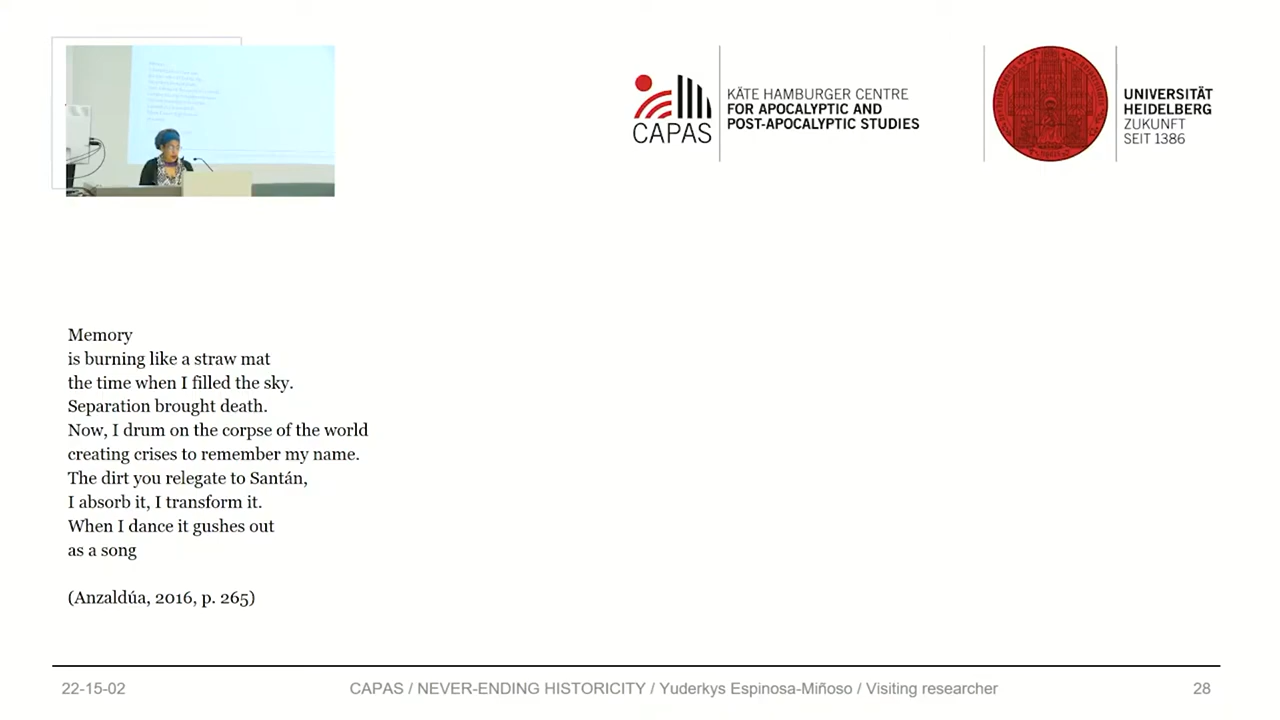 CAPAS
KÄTE HAMBURGER CENTRE
FOR APOCALYPTIC AND
POST-APOCALYPTIC STUDIES
UNIVERSITÄT
HEIDELBERG
ZUKUNFT
SEIT 1386
Memory
is burning like a straw mat
the time when I filled the sky.
Separation brought death.
Now, I drum on the corpse of the world
creating crises to remember my name.
The dirt you relegate to Santán,
I absorb it, I transform it.
When I dance it gushes out
as a song
(Anzaldúa, 2016, p. 265)
22-15-02
CAPAS / NEVER-ENDING HISTORICITY / Yuderkys Espinosa-Miñoso / Visiting researcher
28